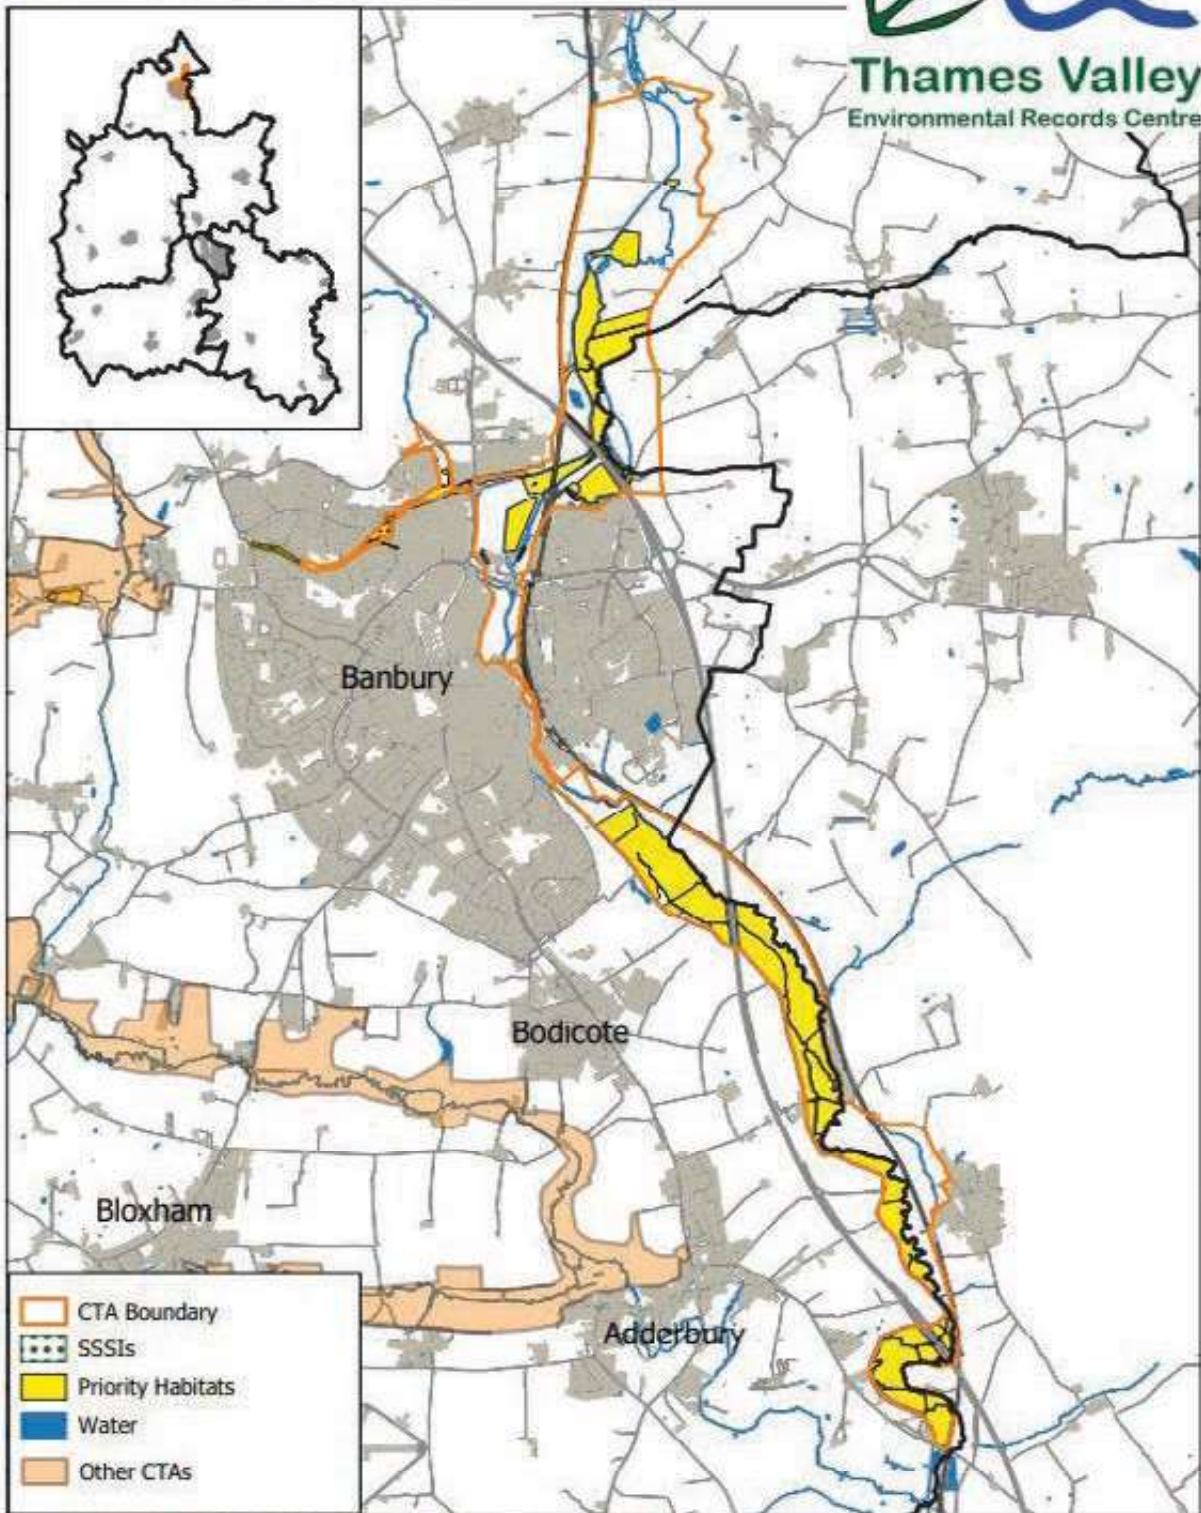 Thames Valley
Environmental Records Centre
Banbury
Bodicote
Bloxham
Adderbury
CTA Boundary
SSSIs
Priority Habitats
Water
Other CTAs